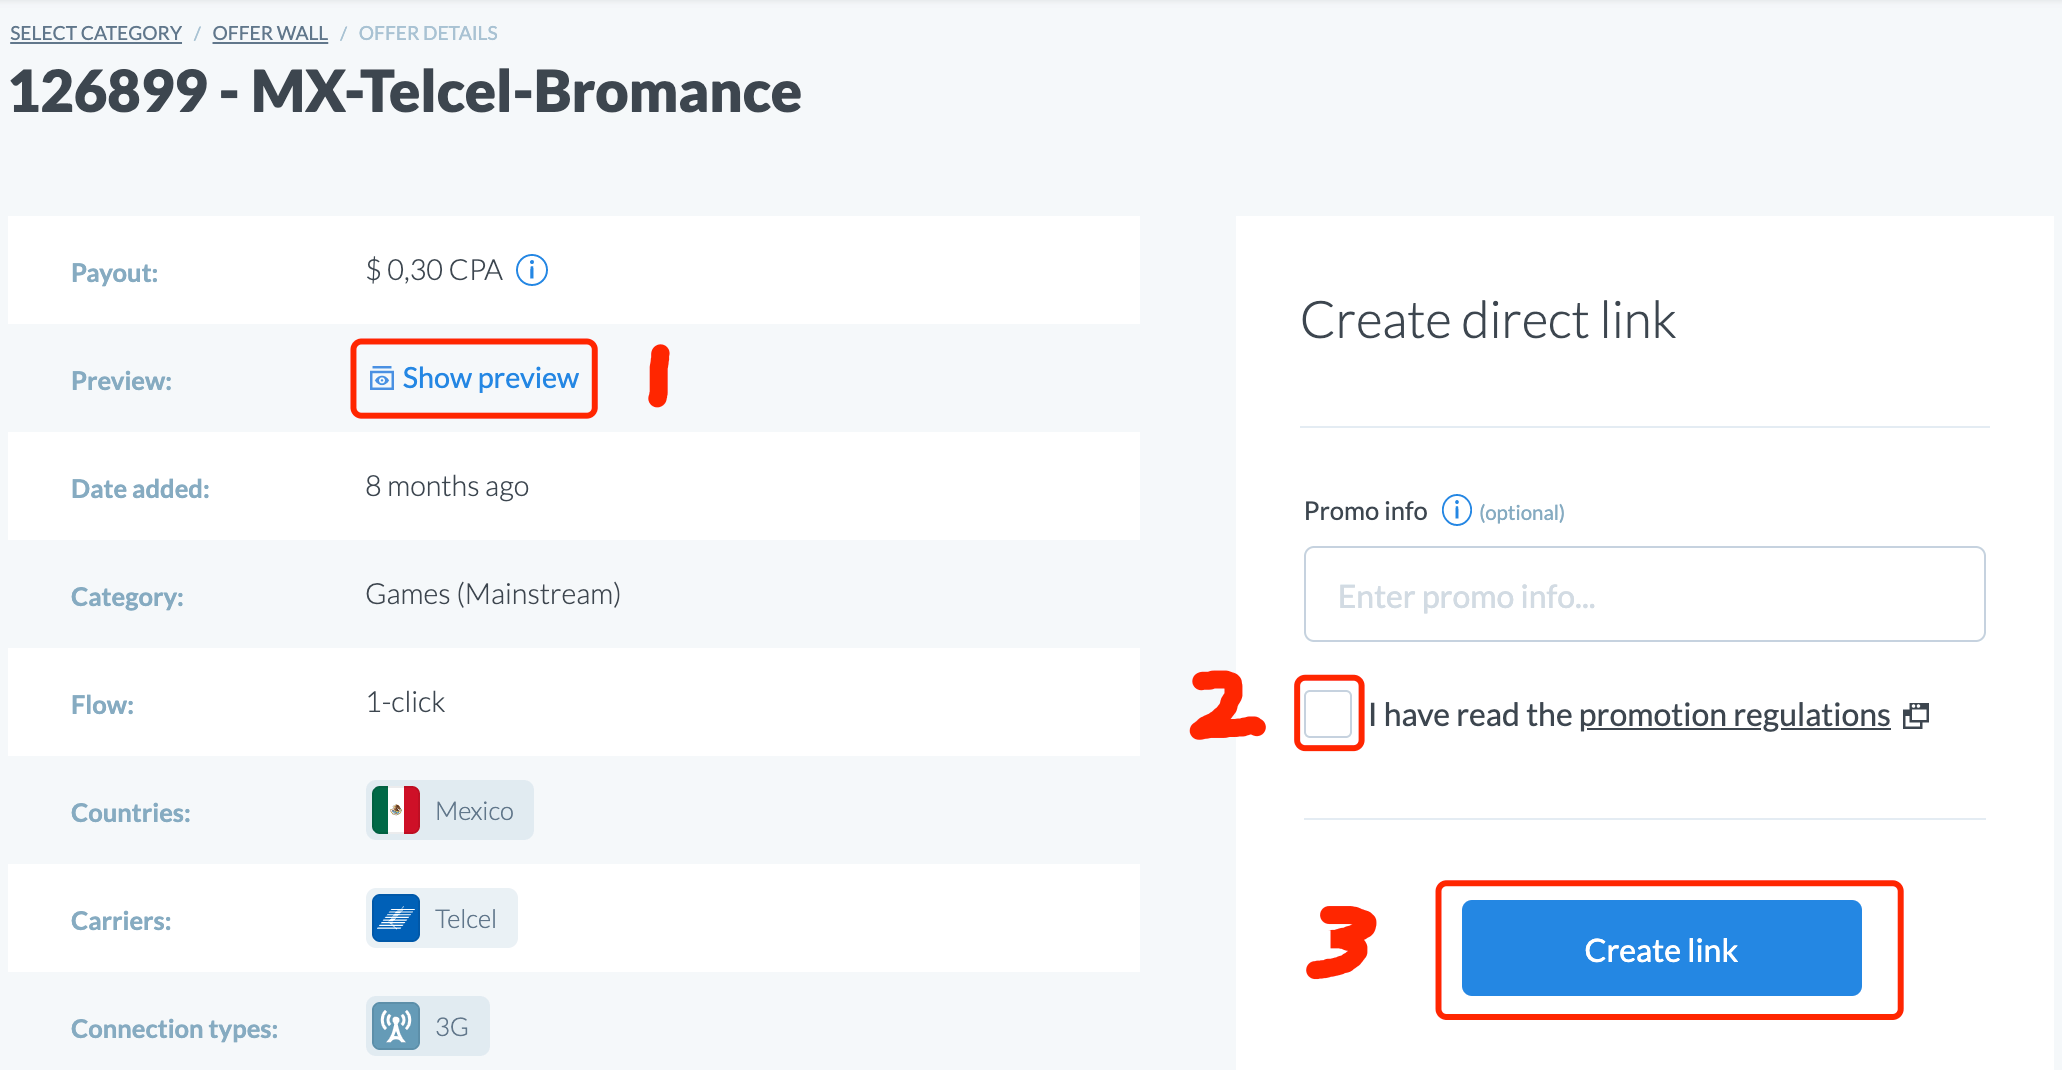 SELECT CATEGORY / OFFER WALL / OFFER DETAILS
126899 - MX-Telcel-Bromance
Payout: $ 0,30 CPA i
Preview: Show preview 1
Date added: 8 months ago
Category: Games (Mainstream)
Flow: 1-click
Countries: Mexico
Carriers: Telcel
Connection types: 3G
Create direct link
Promo info i (optional)
Enter promo info...
2 I have read the promotion regulations
3 Create link